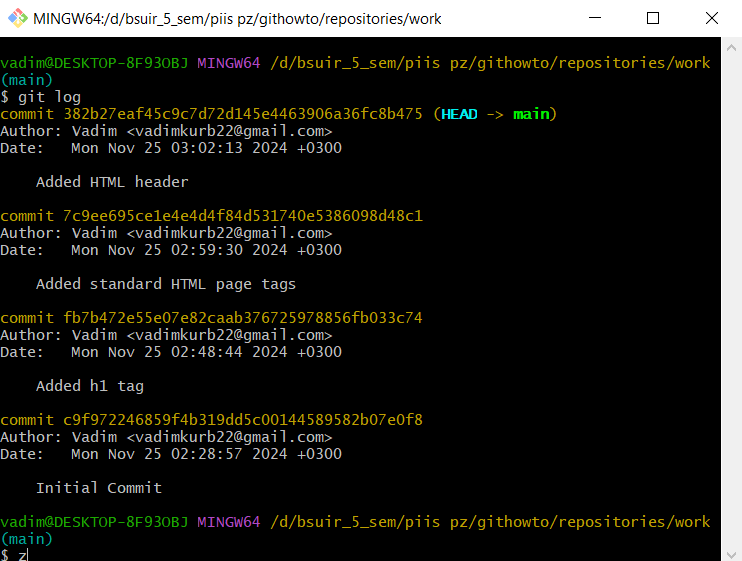 MINGW64:/d/bsuir_5_sem/piis pz/githowto/repositories/work
vadim@DESKTOP-8F93OBJ MINGW64 /d/bsuir_5_sem/piis pz/githowto/repositories/work
(main)
$ git log
commit 382b27eaf45c9c7d72d145e4463906a36fc8b475 (HEAD -> main)
Author: Vadim <vadimkurb22@gmail.com>
Date:   Mon Nov 25 03:02:13 2024 +0300
    Added HTML header
commit 7c9ee695ce1e4e4d4f84d531740e5386098d48c1
Author: Vadim <vadimkurb22@gmail.com>
Date:   Mon Nov 25 02:59:30 2024 +0300
    Added standard HTML page tags
commit fb7b472e55e07e82caab376725978856fb033c74
Author: Vadim <vadimkurb22@gmail.com>
Date:   Mon Nov 25 02:48:44 2024 +0300
    Added h1 tag
commit c9f972246859f4b319dd5c00144589582b07e0f8
Author: Vadim <vadimkurb22@gmail.com>
Date:   Mon Nov 25 02:28:57 2024 +0300
    Initial Commit
vadim@DESKTOP-8F93OBJ MINGW64 /d/bsuir_5_sem/piis pz/githowto/repositories/work
(main)
$ z